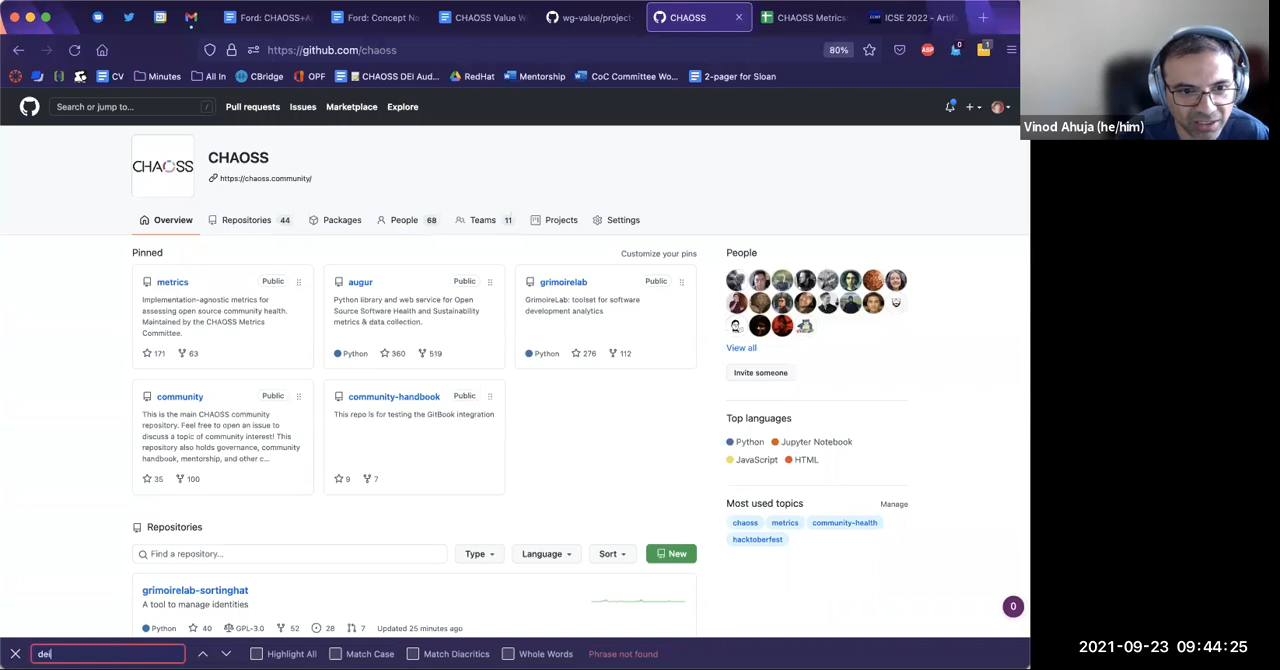 Ford: CHAOSS+A
Ford: Concept No
CHAOSS Value W
wg-value/project
CHAOSS
CHAOSS Metrics
ICSE 2022 - Artif
https://github.com/chaoss
80%
ABP
0
1
CV
Minutes
All In
CBridge
OPF
CHAOSS DEI Aud...
RedHat
Mentorship
CoC Committee Wo...
2-pager for Sloan
Search or jump to...
/
Pull requests
Issues
Marketplace
Explore
Vinod Ahuja (he/him)
CHAOSS
CHAOSS
https://chaoss.community/
Overview
Repositories 44
Packages
People 68
Teams 11
Projects
Settings
Pinned
Customize your pins
metrics
Public
Implementation-agnostic metrics for
assessing open source community health.
Maintained by the CHAOSS Metrics
Committee.
171 63
augur
Public
Python library and web service for Open
Source Software Health and Sustainability
metrics & data collection.
Python 360 519
grimoirelab
Public
GrimoireLab: toolset for software
development analytics
Python 276 112
community
Public
This is the main CHAOSS community
repository. Feel free to open an issue to
discuss a topic of community interest! This
repository also holds governance, community
handbook, mentorship, and other c...
35 100
community-handbook
Public
This repo is for testing the GitBook integration
9 7
People
View all
Invite someone
Top languages
Python Jupyter Notebook
JavaScript HTML
Most used topics
Manage
chaoss metrics community-health
hacktoberfest
Repositories
Find a repository...
Type
Language
Sort
New
grimoirelab-sortinghat
A tool to manage identities
Python 40 GPL-3.0 52 28 7 Updated 25 minutes ago
0
dei
Highlight All
Match Case
Match Diacritics
Whole Words
Phrase not found
2021-09-23 09:44:25